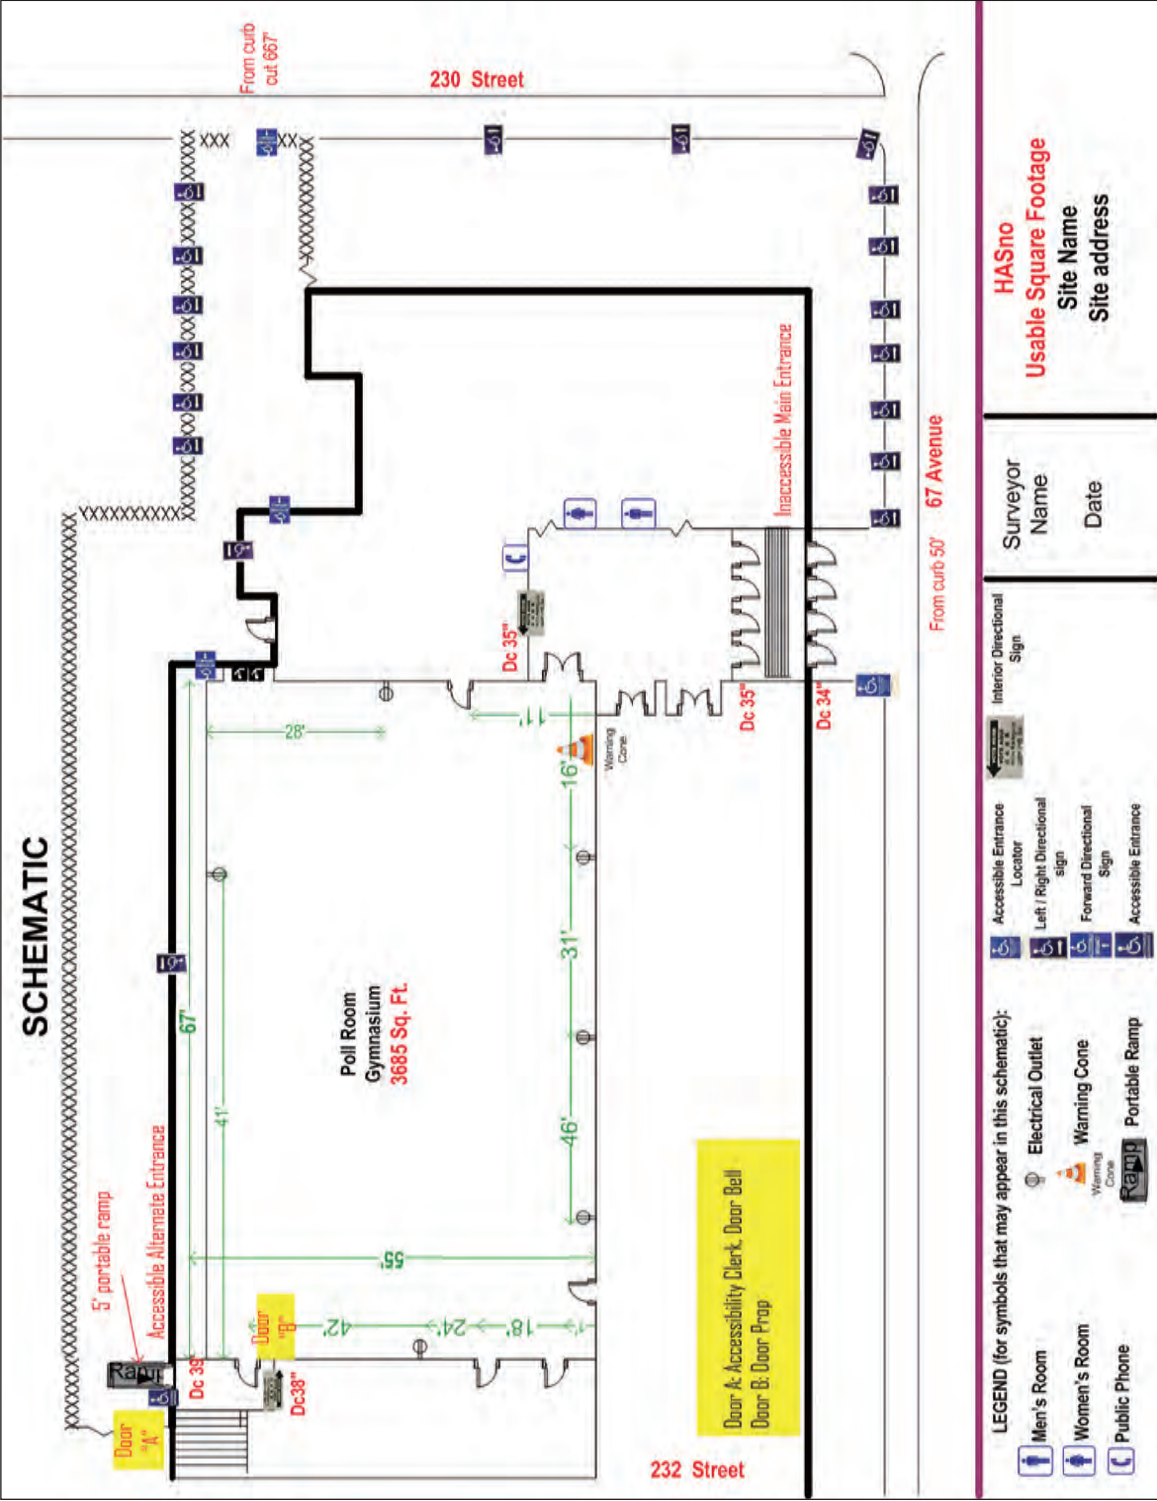 SCHEMATIC
From curb
cut 667'
230 Street
5' portable ramp
Accessible Alternate Entrance
Ramp
Door
"A"
Dc 39
Door
"B"
Dc38"
67'
41'
28'
55'
42'
24'
18'
1'
46'
31'
16'
11'
Poll Room
Gymnasium
3685 Sq. Ft.
Warning
Cone
Dc 35"
Dc 35"
Dc 34"
Inaccessible Main Entrance
Door A: Accessibility Clerk, Door Bell
Door B: Door Prop
232 Street
From curb 50'
67 Avenue
LEGEND (for symbols that may appear in this schematic):
Men's Room
Women's Room
Public Phone
Electrical Outlet
Warning Cone
Warning
Cone
Ramp
Portable Ramp
Accessible Entrance
Locator
Left / Right Directional
sign
Forward Directional
Sign
Accessible Entrance
Interior Directional
Sign
Surveyor
Name
Date
HASno
Usable Square Footage
Site Name
Site address